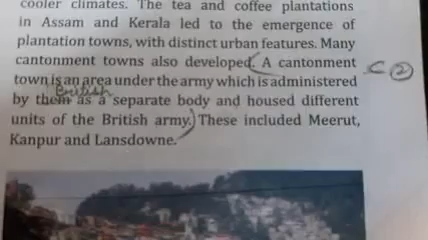 cooler climates. The tea and coffee plantations
in Assam and Kerala led to the emergence of
plantation towns, with distinct urban features. Many
cantonment towns also developed. A cantonment
C 2
town is an area under the army which is administered
British
by them as a separate body and housed different
units of the British army. These included Meerut,
Kanpur and Lansdowne.